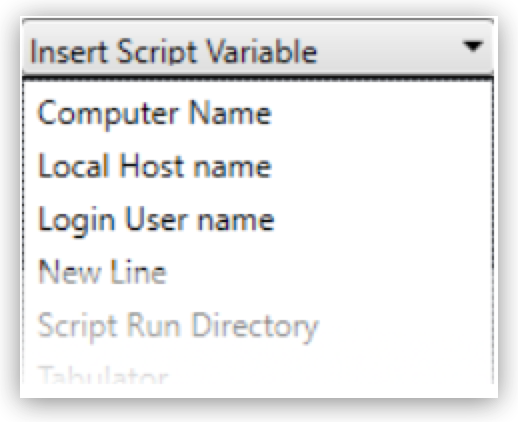 Insert Script Variable
Computer Name
Local Host name
Login User name
New Line
Script Run Directory
Tabulator